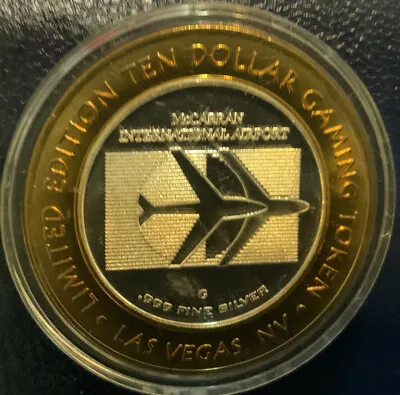 LIMITED EDITION TEN DOLLAR GAMING TOKEN
• LAS VEGAS, NV •
McCARRAN
INTERNATIONAL AIRPORT
G
.999 FINE SILVER